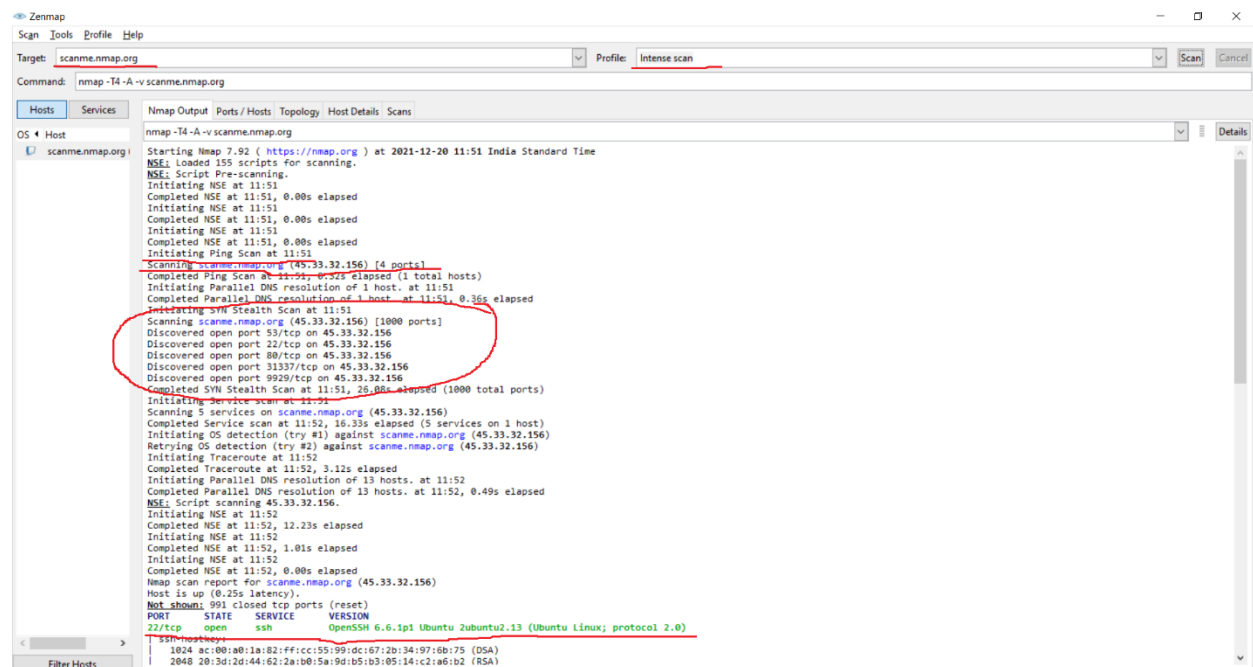 Zenmap
Scan Tools Profile Help
Target: scanme.nmap.org Profile: Intense scan Scan Cancel
Command: nmap -T4 -A -v scanme.nmap.org
Hosts Services Nmap Output Ports / Hosts Topology Host Details Scans
OS Host nmap -T4 -A -v scanme.nmap.org Details
scanme.nmap.org
Starting Nmap 7.92 ( https://nmap.org ) at 2021-12-20 11:51 India Standard Time
NSE: Loaded 155 scripts for scanning.
NSE: Script Pre-scanning.
Initiating NSE at 11:51
Completed NSE at 11:51, 0.00s elapsed
Initiating NSE at 11:51
Completed NSE at 11:51, 0.00s elapsed
Initiating NSE at 11:51
Completed NSE at 11:51, 0.00s elapsed
Initiating Ping Scan at 11:51
Scanning scanme.nmap.org (45.33.32.156) [4 ports]
Completed Ping Scan at 11:51, 0.52s elapsed (1 total hosts)
Initiating Parallel DNS resolution of 1 host. at 11:51
Completed Parallel DNS resolution of 1 host. at 11:51, 0.36s elapsed
Initiating SYN Stealth Scan at 11:51
Scanning scanme.nmap.org (45.33.32.156) [1000 ports]
Discovered open port 53/tcp on 45.33.32.156
Discovered open port 22/tcp on 45.33.32.156
Discovered open port 80/tcp on 45.33.32.156
Discovered open port 31337/tcp on 45.33.32.156
Discovered open port 9929/tcp on 45.33.32.156
Completed SYN Stealth Scan at 11:51, 26.08s elapsed (1000 total ports)
Initiating Service scan at 11:51
Scanning 5 services on scanme.nmap.org (45.33.32.156)
Completed Service scan at 11:52, 16.33s elapsed (5 services on 1 host)
Initiating OS detection (try #1) against scanme.nmap.org (45.33.32.156)
Retrying OS detection (try #2) against scanme.nmap.org (45.33.32.156)
Initiating Traceroute at 11:52
Completed Traceroute at 11:52, 3.12s elapsed
Initiating Parallel DNS resolution of 13 hosts. at 11:52
Completed Parallel DNS resolution of 13 hosts. at 11:52, 0.49s elapsed
NSE: Script scanning 45.33.32.156.
Initiating NSE at 11:52
Completed NSE at 11:52, 12.23s elapsed
Initiating NSE at 11:52
Completed NSE at 11:52, 1.01s elapsed
Initiating NSE at 11:52
Completed NSE at 11:52, 0.00s elapsed
Nmap scan report for scanme.nmap.org (45.33.32.156)
Host is up (0.25s latency).
Not shown: 991 closed tcp ports (reset)
PORT STATE SERVICE VERSION
22/tcp open ssh OpenSSH 6.6.1p1 Ubuntu 2ubuntu2.13 (Ubuntu Linux; protocol 2.0)
| ssh-hostkey:
| 1024 ac:00:a0:1a:82:ff:cc:55:99:dc:67:2b:34:97:6b:75 (DSA)
| 2048 20:3d:2d:44:62:2a:b0:5a:9d:b5:b3:05:14:c2:a6:b2 (RSA)
Filter Hosts